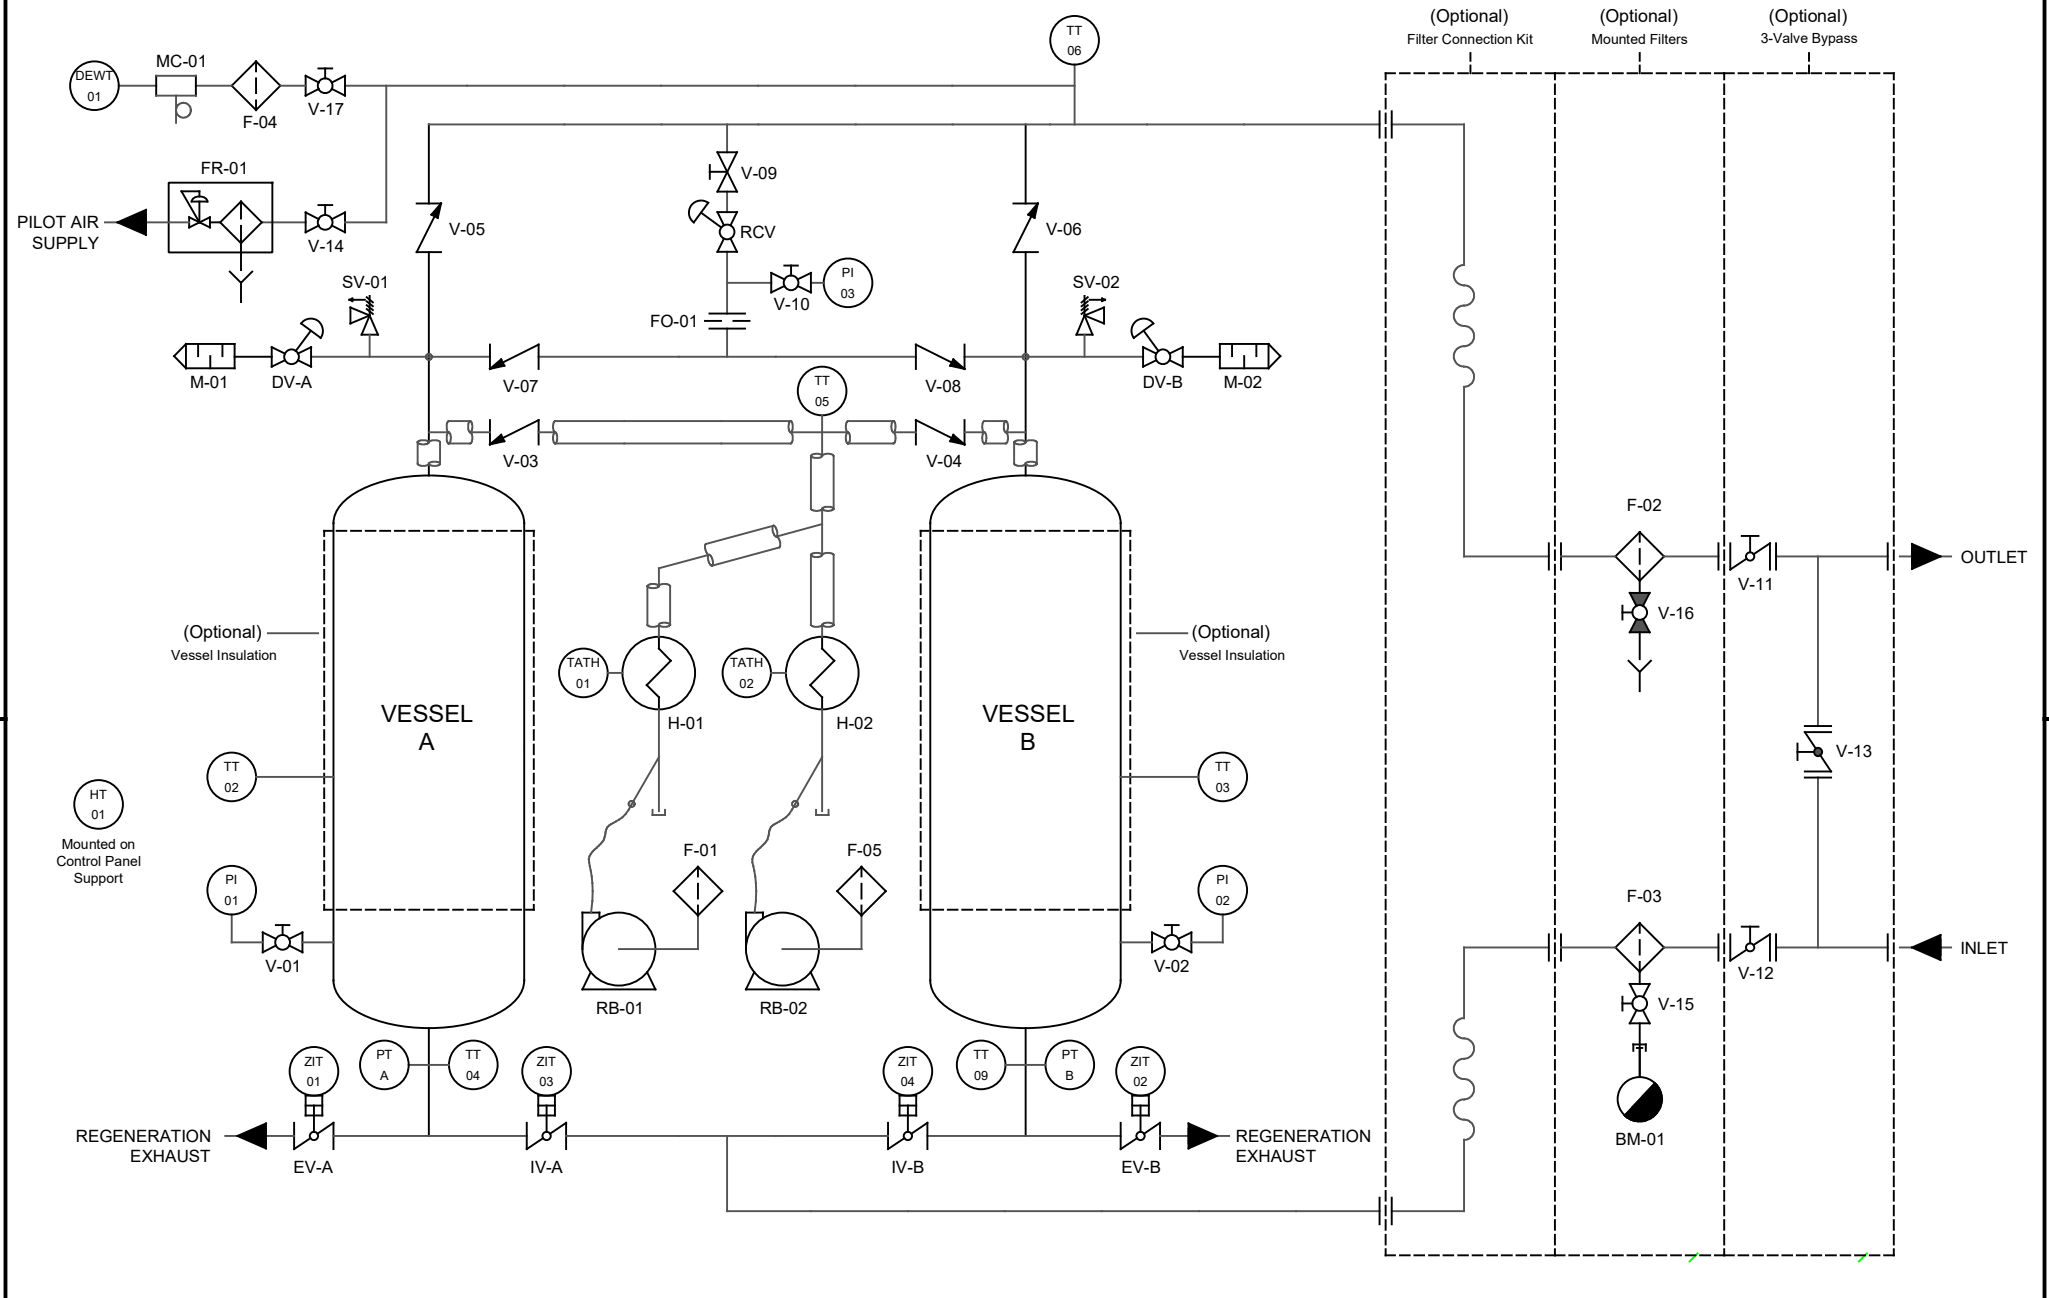 (Optional)
Filter Connection Kit
(Optional)
Mounted Filters
(Optional)
3-Valve Bypass
TT
06
DEWT
01
MC-01
F-04
V-17
FR-01
PILOT AIR
SUPPLY
V-14
V-09
V-05
RCV
V-06
SV-01
PI
03
V-10
SV-02
FO-01
M-01
DV-A
V-07
V-08
DV-B
M-02
TT
05
V-03
V-04
F-02
OUTLET
V-11
V-16
(Optional)
Vessel Insulation
(Optional)
Vessel Insulation
TATH
01
TATH
02
H-01
H-02
VESSEL
A
VESSEL
B
V-13
TT
02
TT
03
HT
01
Mounted on
Control Panel
Support
F-01
F-05
PI
01
PI
02
F-03
INLET
V-01
V-02
V-12
V-15
RB-01
RB-02
ZIT
01
PT
A
TT
04
ZIT
03
ZIT
04
TT
09
PT
B
ZIT
02
BM-01
REGENERATION
EXHAUST
EV-A
IV-A
IV-B
EV-B
REGENERATION
EXHAUST